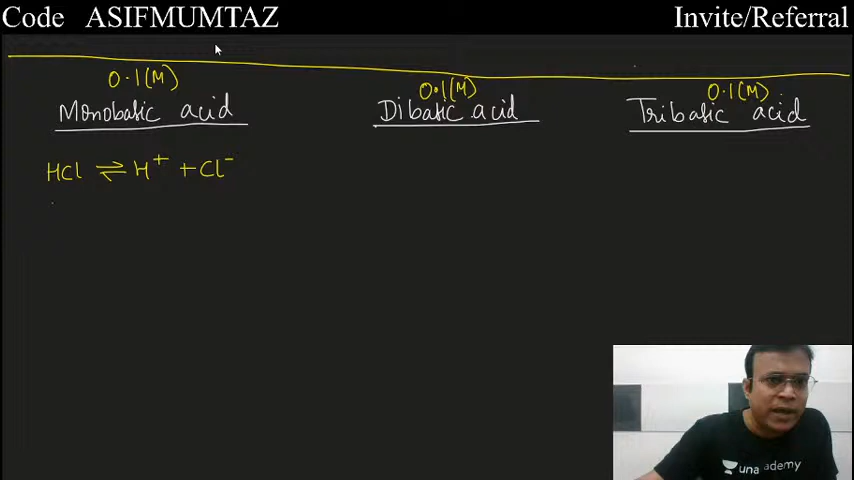 Code ASIFMUMTAZ
Invite/Referral
0.1(M)
Monobasic acid
0.1(M)
Dibasic acid
0.1(M)
Tribasic acid
HCl ⇌ H⁺ + Cl⁻
unacademy